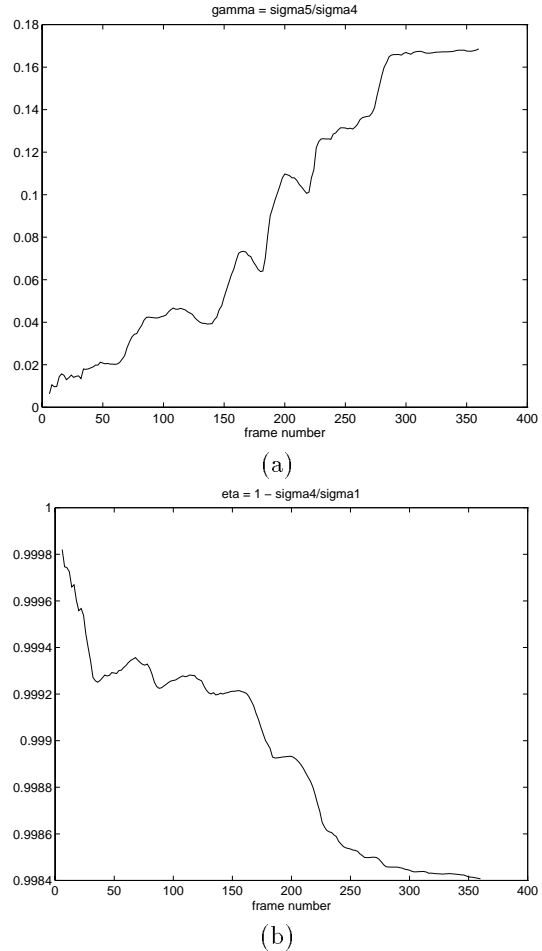 gamma = sigma5/sigma4
0.18
0.16
0.14
0.12
0.1
0.08
0.06
0.04
0.02
0
0 50 100 150 200 250 300 350 400
frame number
(a)
eta = 1 − sigma4/sigma1
1
0.9998
0.9996
0.9994
0.9992
0.999
0.9988
0.9986
0.9984
0 50 100 150 200 250 300 350 400
frame number
(b)